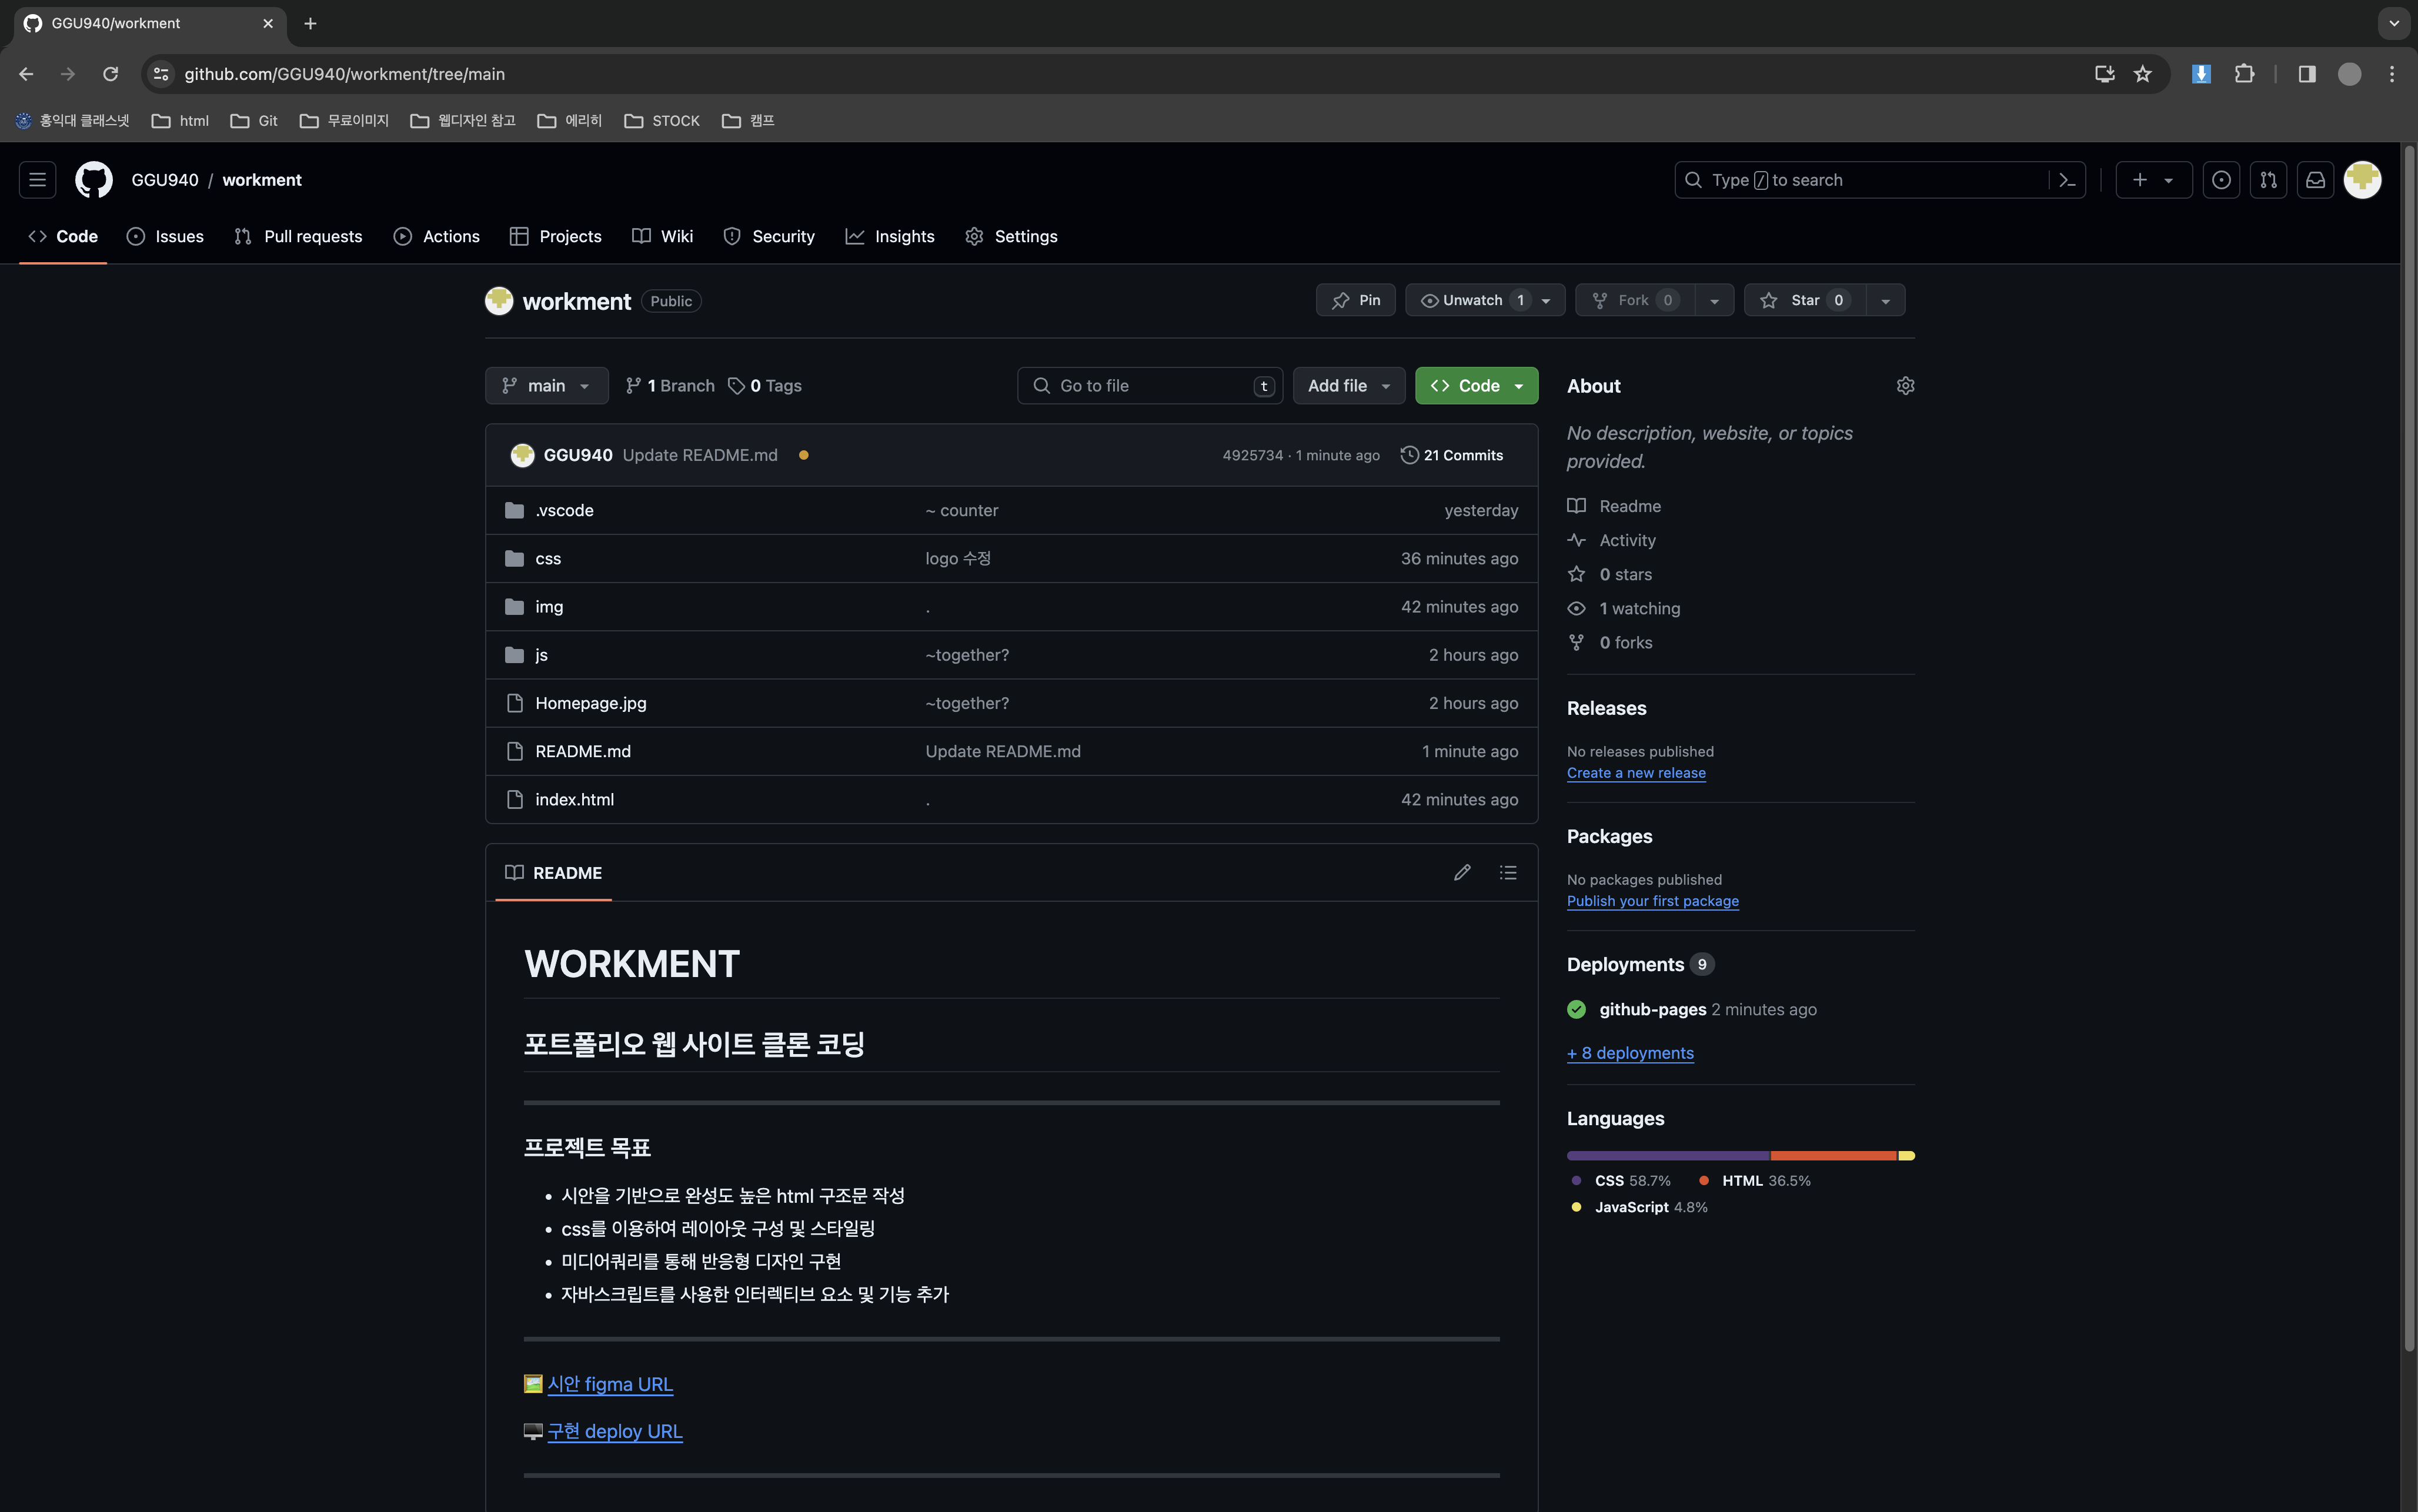 GGU940/workment
github.com/GGU940/workment/tree/main
홍익대 클래스넷 html Git 무료이미지 웹디자인 참고 에리히 STOCK 캠프
GGU940 / workment
Type / to search
Code Issues Pull requests Actions Projects Wiki Security Insights Settings
workment Public
Pin Unwatch 1 Fork 0 Star 0
main 1 Branch 0 Tags
Go to file t Add file Code
GGU940 Update README.md 4925734 · 1 minute ago 21 Commits
.vscode ~ counter yesterday
css logo 수정 36 minutes ago
img . 42 minutes ago
js ~together? 2 hours ago
Homepage.jpg ~together? 2 hours ago
README.md Update README.md 1 minute ago
index.html . 42 minutes ago
README
WORKMENT
포트폴리오 웹 사이트 클론 코딩
프로젝트 목표
시안을 기반으로 완성도 높은 html 구조문 작성
css를 이용하여 레이아웃 구성 및 스타일링
미디어쿼리를 통해 반응형 디자인 구현
자바스크립트를 사용한 인터렉티브 요소 및 기능 추가
시안 figma URL
구현 deploy URL
About
No description, website, or topics
provided.
Readme
Activity
0 stars
1 watching
0 forks
Releases
No releases published
Create a new release
Packages
No packages published
Publish your first package
Deployments 9
github-pages 2 minutes ago
+ 8 deployments
Languages
CSS 58.7% HTML 36.5%
JavaScript 4.8%